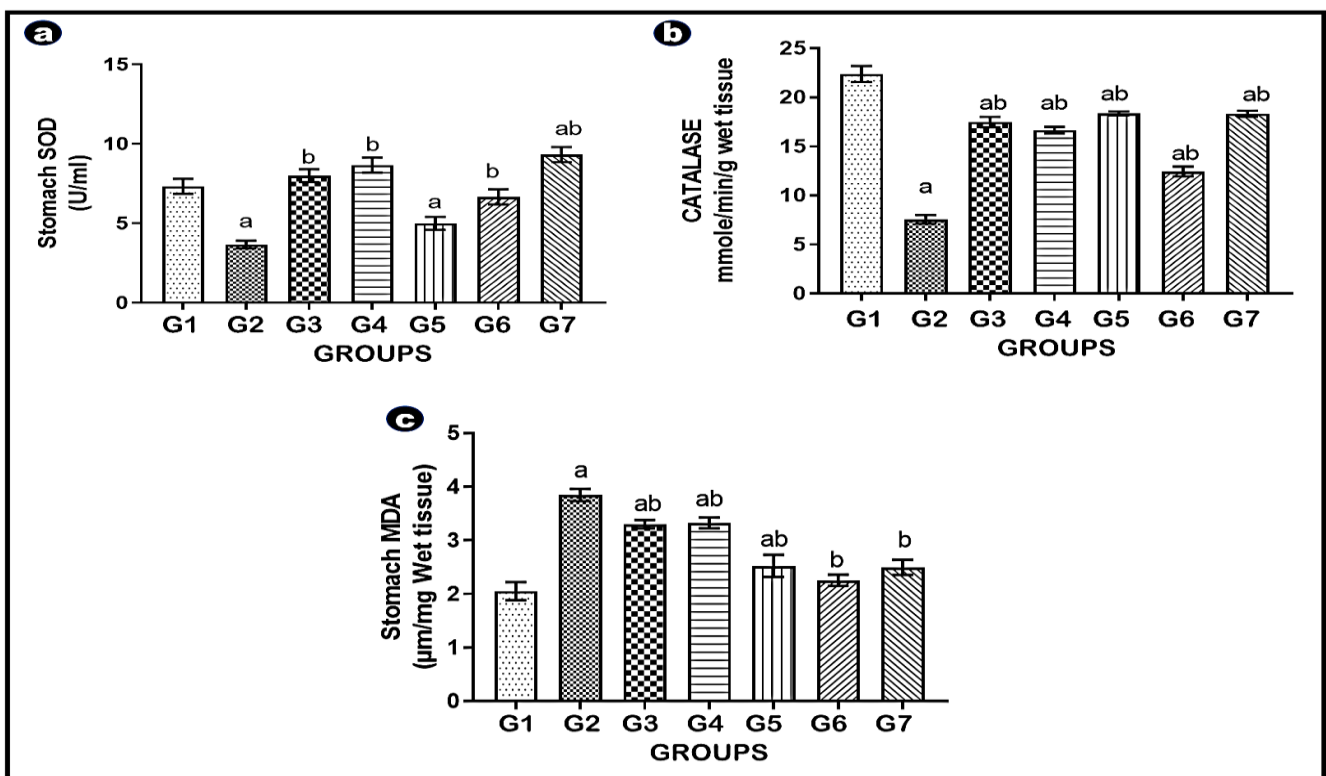 a
Stomach SOD
(U/ml)
15
10
5
0
a
b
b
a
b
ab
G1 G2 G3 G4 G5 G6 G7
GROUPS
b
CATALASE
mmole/min/g wet tissue
25
20
15
10
5
0
a
ab
ab
ab
ab
ab
G1 G2 G3 G4 G5 G6 G7
GROUPS
c
Stomach MDA
(µm/mg Wet tissue)
5
4
3
2
1
0
a
ab
ab
ab
b
b
G1 G2 G3 G4 G5 G6 G7
GROUPS